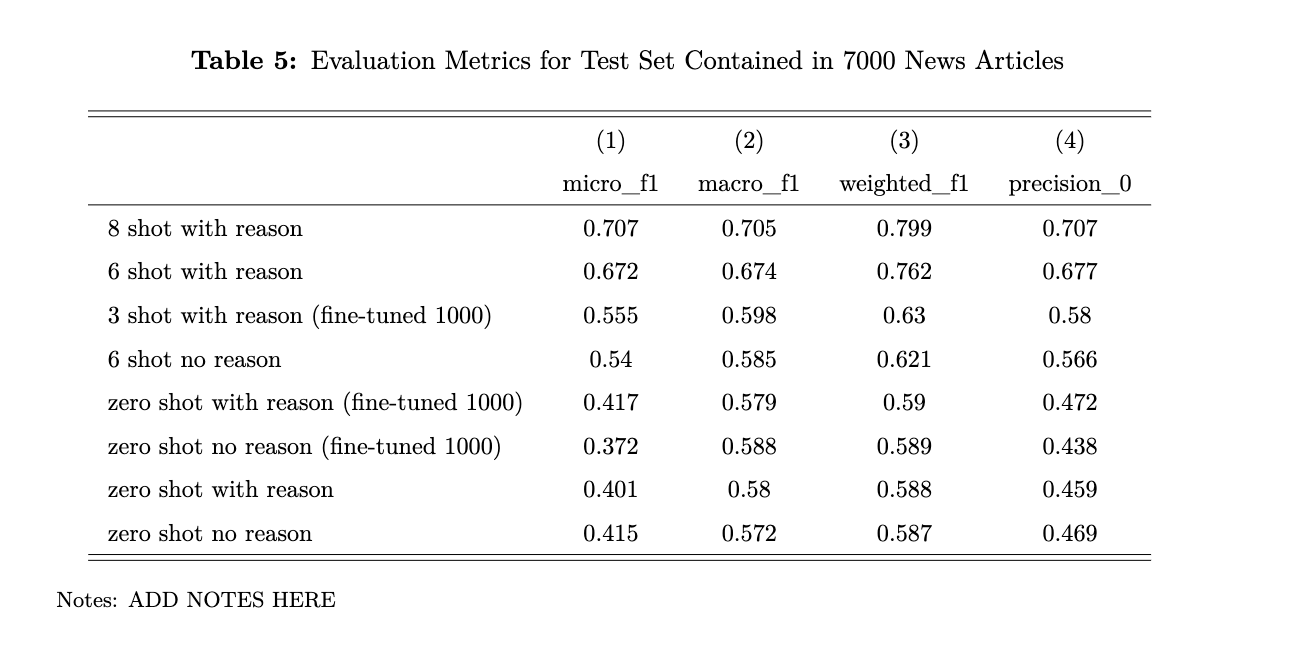 Table 5: Evaluation Metrics for Test Set Contained in 7000 News Articles
(1) (2) (3) (4)
micro_f1 macro_f1 weighted_f1 precision_0
8 shot with reason 0.707 0.705 0.799 0.707
6 shot with reason 0.672 0.674 0.762 0.677
3 shot with reason (fine-tuned 1000) 0.555 0.598 0.63 0.58
6 shot no reason 0.54 0.585 0.621 0.566
zero shot with reason (fine-tuned 1000) 0.417 0.579 0.59 0.472
zero shot no reason (fine-tuned 1000) 0.372 0.588 0.589 0.438
zero shot with reason 0.401 0.58 0.588 0.459
zero shot no reason 0.415 0.572 0.587 0.469
Notes: ADD NOTES HERE